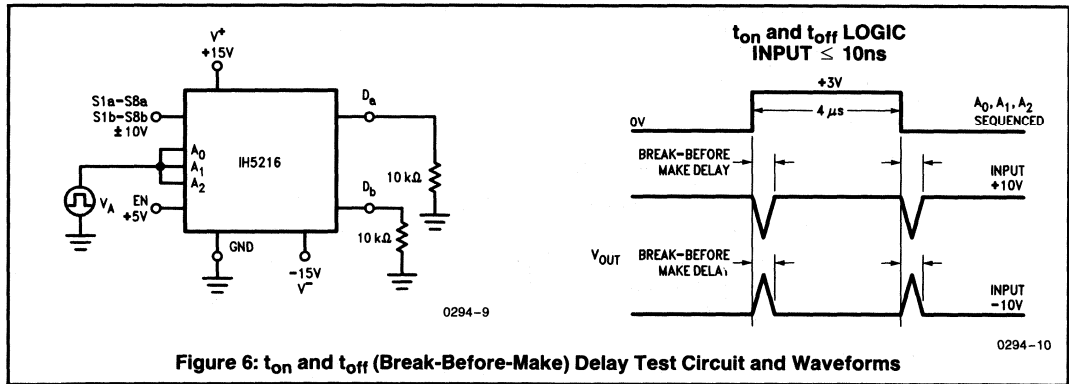 V+
+15V
S1a-S8a
S1b-S8b
±10V
A0
A1
A2
IH5216
Da
Db
10 kΩ
10 kΩ
VA
EN
+5V
GND
-15V
V-
0294-9
ton and toff LOGIC
INPUT ≤ 10ns
+3V
4 μs
0V
A0, A1, A2
SEQUENCED
BREAK-BEFORE
MAKE DELAY
INPUT
+10V
VOUT
BREAK-BEFORE
MAKE DELAY
INPUT
-10V
0294-10
Figure 6: ton and toff (Break-Before-Make) Delay Test Circuit and Waveforms